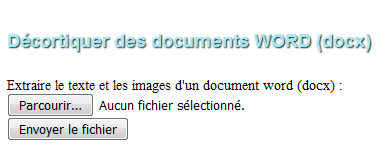 Décortiquer des documents WORD (docx)
Extraire le texte et les images d'un document word (docx) :
Parcourir... Aucun fichier sélectionné.
Envoyer le fichier